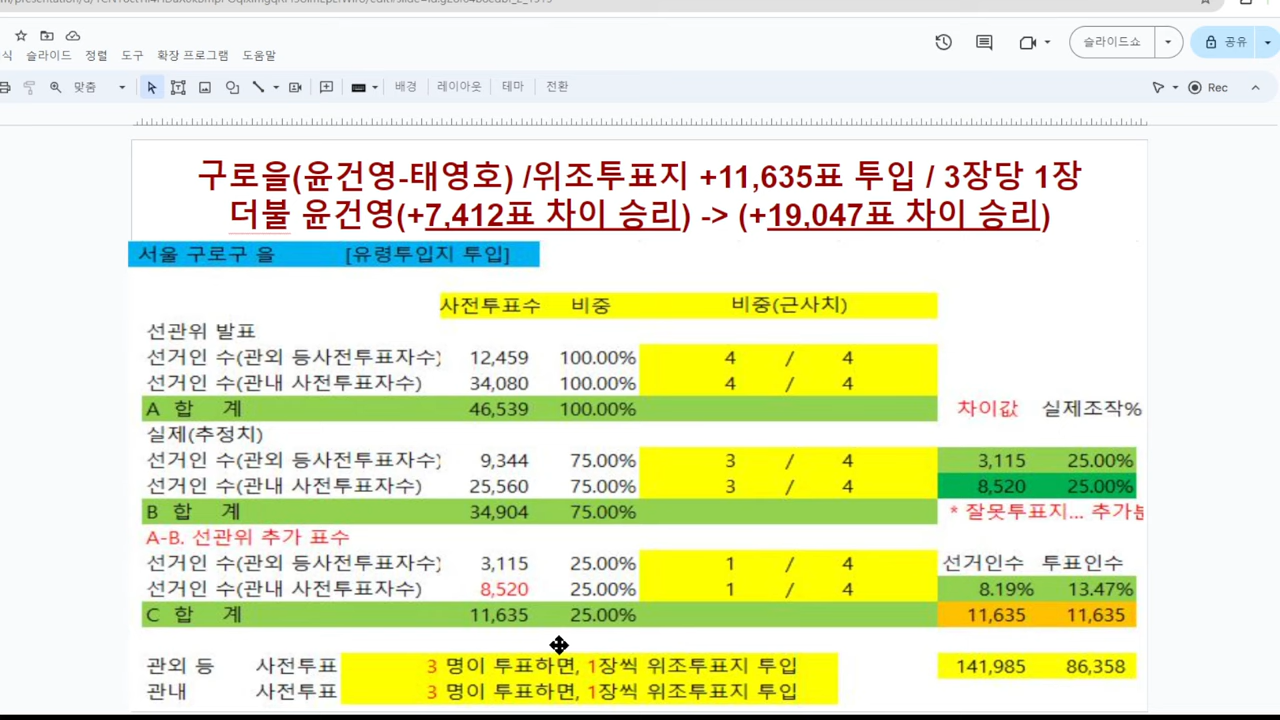 식 슬라이드 정렬 도구 확장 프로그램 도움말
슬라이드쇼
공유
맞춤
배경 레이아웃 테마 전환
Rec
구로을(윤건영-태영호) /위조투표지 +11,635표 투입 / 3장당 1장
더불 윤건영(+7,412표 차이 승리) -> (+19,047표 차이 승리)
서울 구로구 을 [유령투입지 투입]
사전투표수 비중 비중(근사치)
선관위 발표
선거인 수(관외 등사전투표자수) 12,459 100.00% 4 / 4
선거인 수(관내 사전투표자수) 34,080 100.00% 4 / 4
A 합 계 46,539 100.00% 차이값 실제조작%
실제(추정치)
선거인 수(관외 등사전투표자수) 9,344 75.00% 3 / 4 3,115 25.00%
선거인 수(관내 사전투표자수) 25,560 75.00% 3 / 4 8,520 25.00%
B 합 계 34,904 75.00% * 잘못투표지... 추가분
A-B. 선관위 추가 표수
선거인 수(관외 등사전투표자수) 3,115 25.00% 1 / 4 선거인수 투표인수
선거인 수(관내 사전투표자수) 8,520 25.00% 1 / 4 8.19% 13.47%
C 합 계 11,635 25.00% 11,635 11,635
관외 등 사전투표 3 명이 투표하면, 1장씩 위조투표지 투입 141,985 86,358
관내 사전투표 3 명이 투표하면, 1장씩 위조투표지 투입